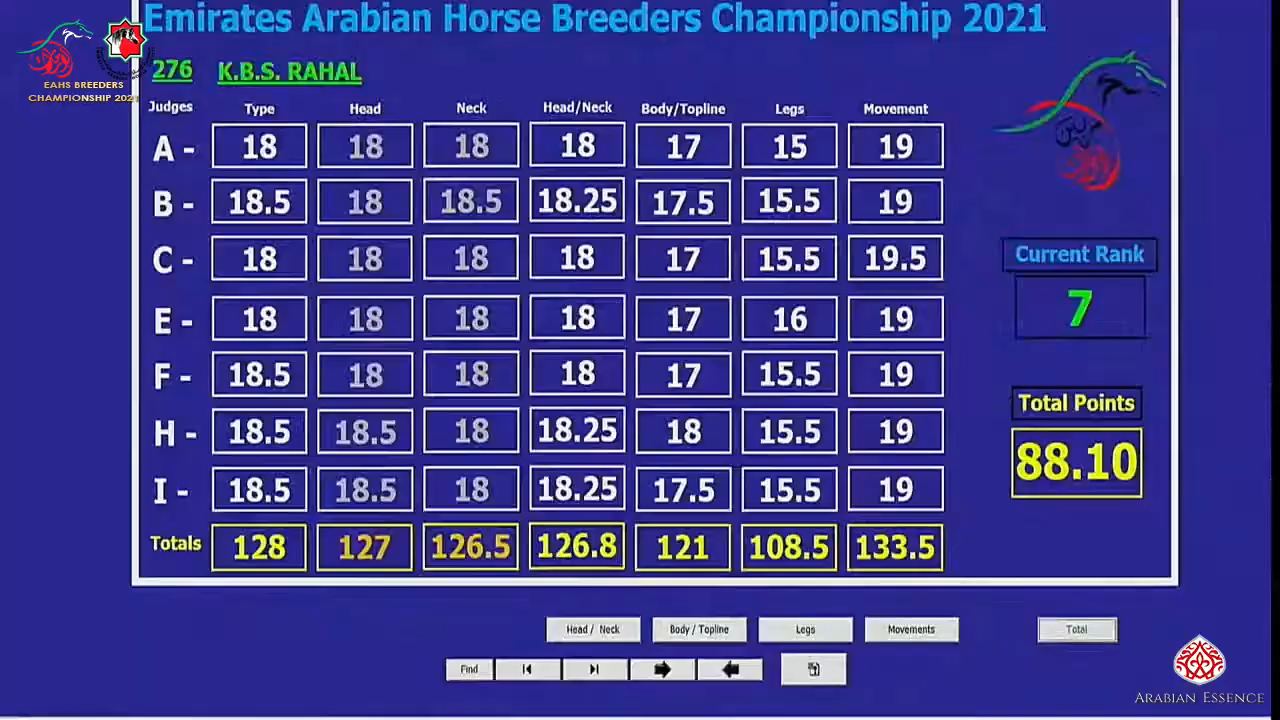 Emirates Arabian Horse Breeders Championship 2021
EAHS BREEDERS
CHAMPIONSHIP 2021
276 K.B.S. RAHAL
Judges Type Head Neck Head/Neck Body/Topline Legs Movement
A - 18 18 18 18 17 15 19
B - 18.5 18 18.5 18.25 17.5 15.5 19
C - 18 18 18 18 17 15.5 19.5
E - 18 18 18 18 17 16 19
F - 18.5 18 18 18 17 15.5 19
H - 18.5 18.5 18 18.25 18 15.5 19
I - 18.5 18.5 18 18.25 17.5 15.5 19
Totals 128 127 126.5 126.8 121 108.5 133.5
Current Rank
7
Total Points
88.10
Head / Neck Body / Topline Legs Movements Total
Find
ARABIAN ESSENCE